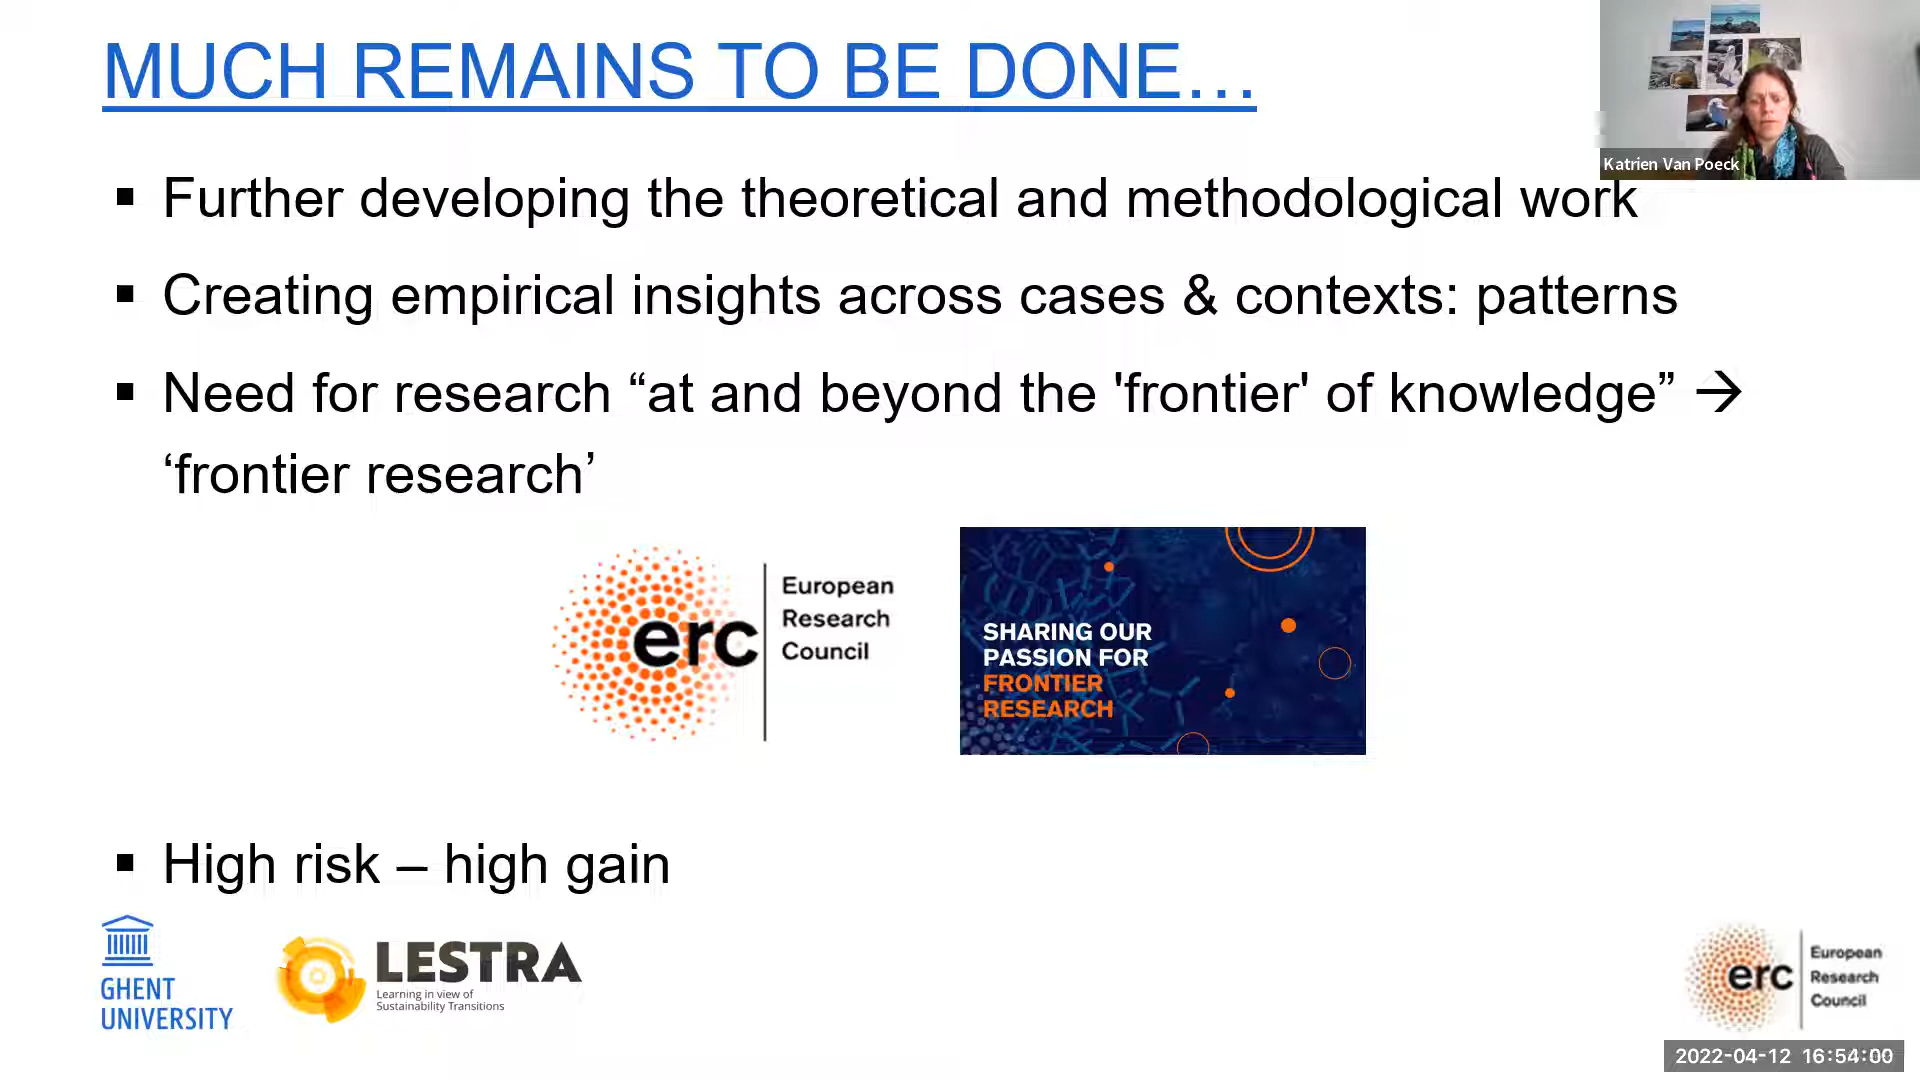 MUCH REMAINS TO BE DONE…
Katrien Van Poeck
▪ Further developing the theoretical and methodological work
▪ Creating empirical insights across cases & contexts: patterns
▪ Need for research “at and beyond the 'frontier' of knowledge” →
‘frontier research’
erc
European
Research
Council
SHARING OUR
PASSION FOR
FRONTIER
RESEARCH
▪ High risk – high gain
GHENT
UNIVERSITY
LESTRA
Learning in view of
Sustainability Transitions
erc
European
Research
Council
2022-04-12 16:54:00